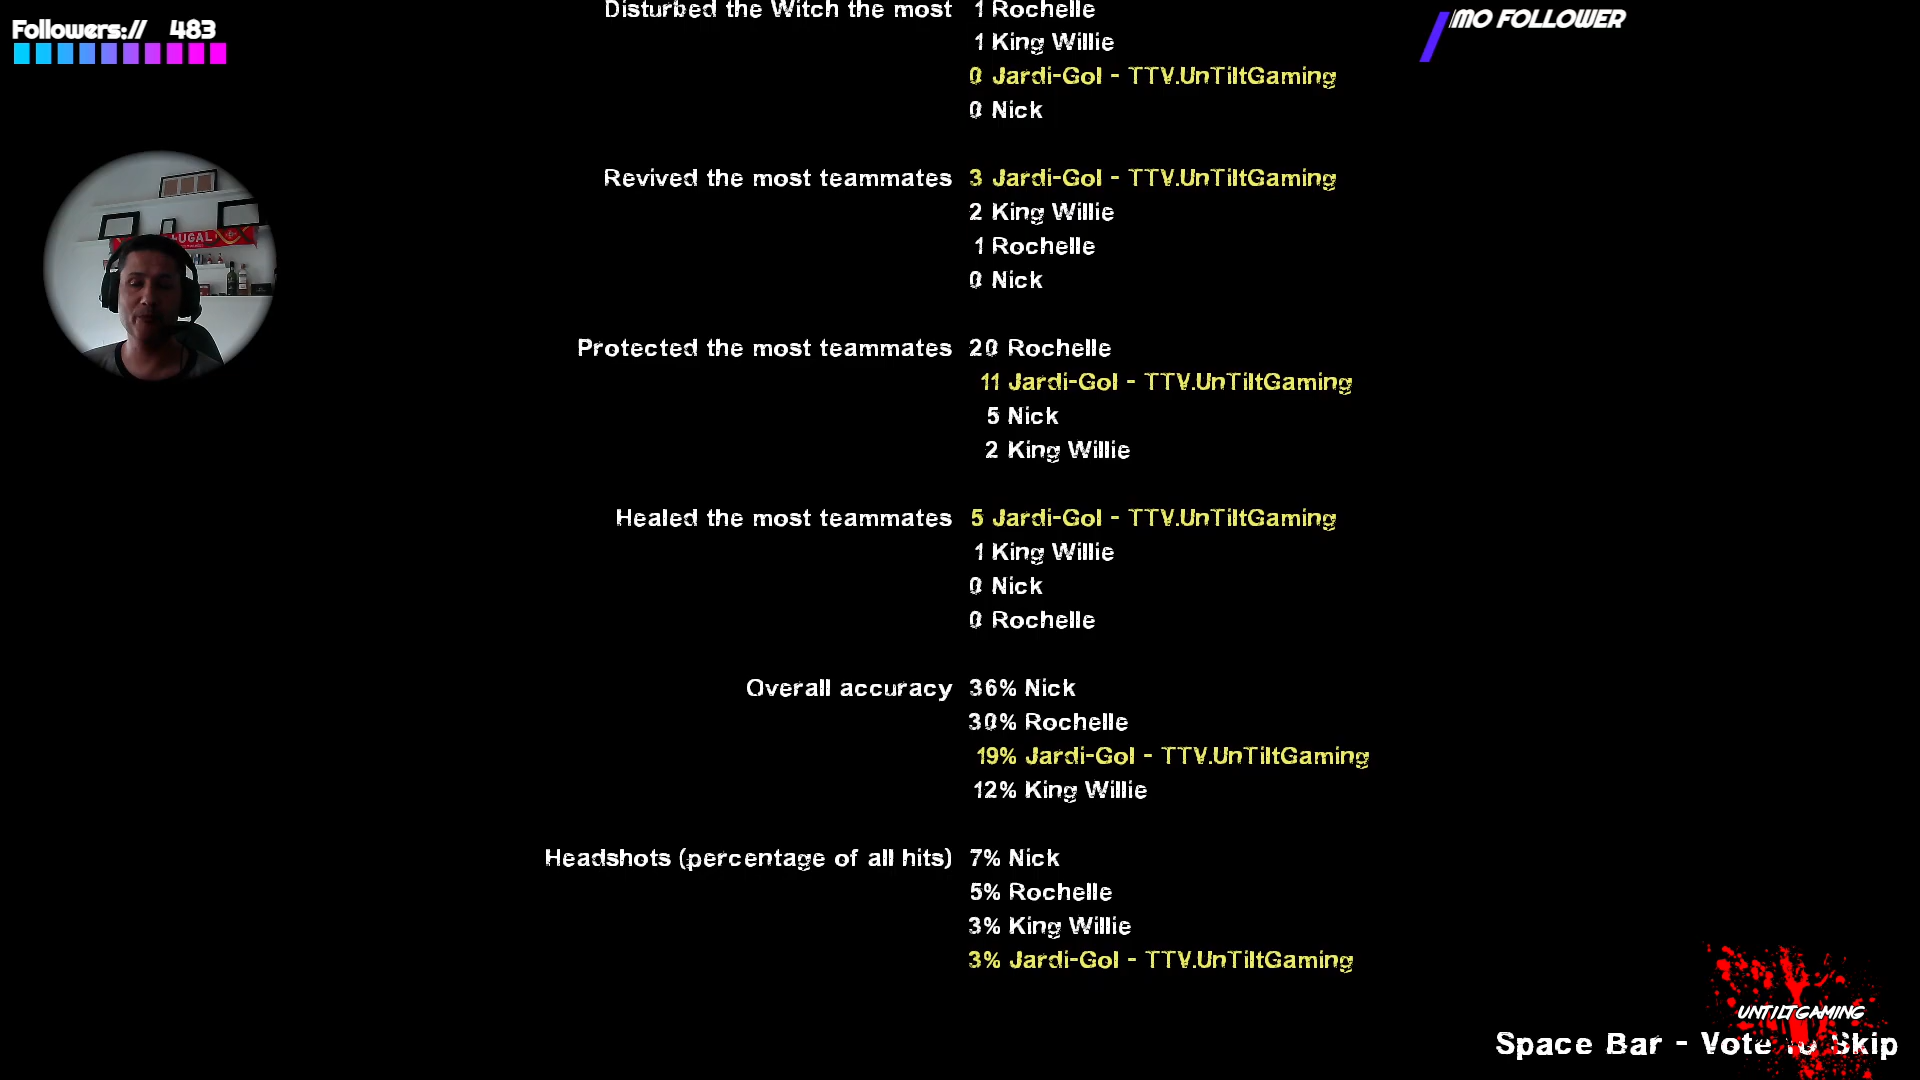 Followers:// 483
MO FOLLOWER
Disturbed the Witch the most 1 Rochelle
1 King Willie
0 Jardi-Gol - TTV.UnTiltGaming
0 Nick
UGAL
Revived the most teammates 3 Jardi-Gol - TTV.UnTiltGaming
2 King Willie
1 Rochelle
0 Nick
Protected the most teammates 20 Rochelle
11 Jardi-Gol - TTV.UnTiltGaming
5 Nick
2 King Willie
Healed the most teammates 5 Jardi-Gol - TTV.UnTiltGaming
1 King Willie
0 Nick
0 Rochelle
Overall accuracy 36% Nick
30% Rochelle
19% Jardi-Gol - TTV.UnTiltGaming
12% King Willie
Headshots (percentage of all hits) 7% Nick
5% Rochelle
3% King Willie
3% Jardi-Gol - TTV.UnTiltGaming
UNTILTGAMING
Space Bar - Vote to Skip